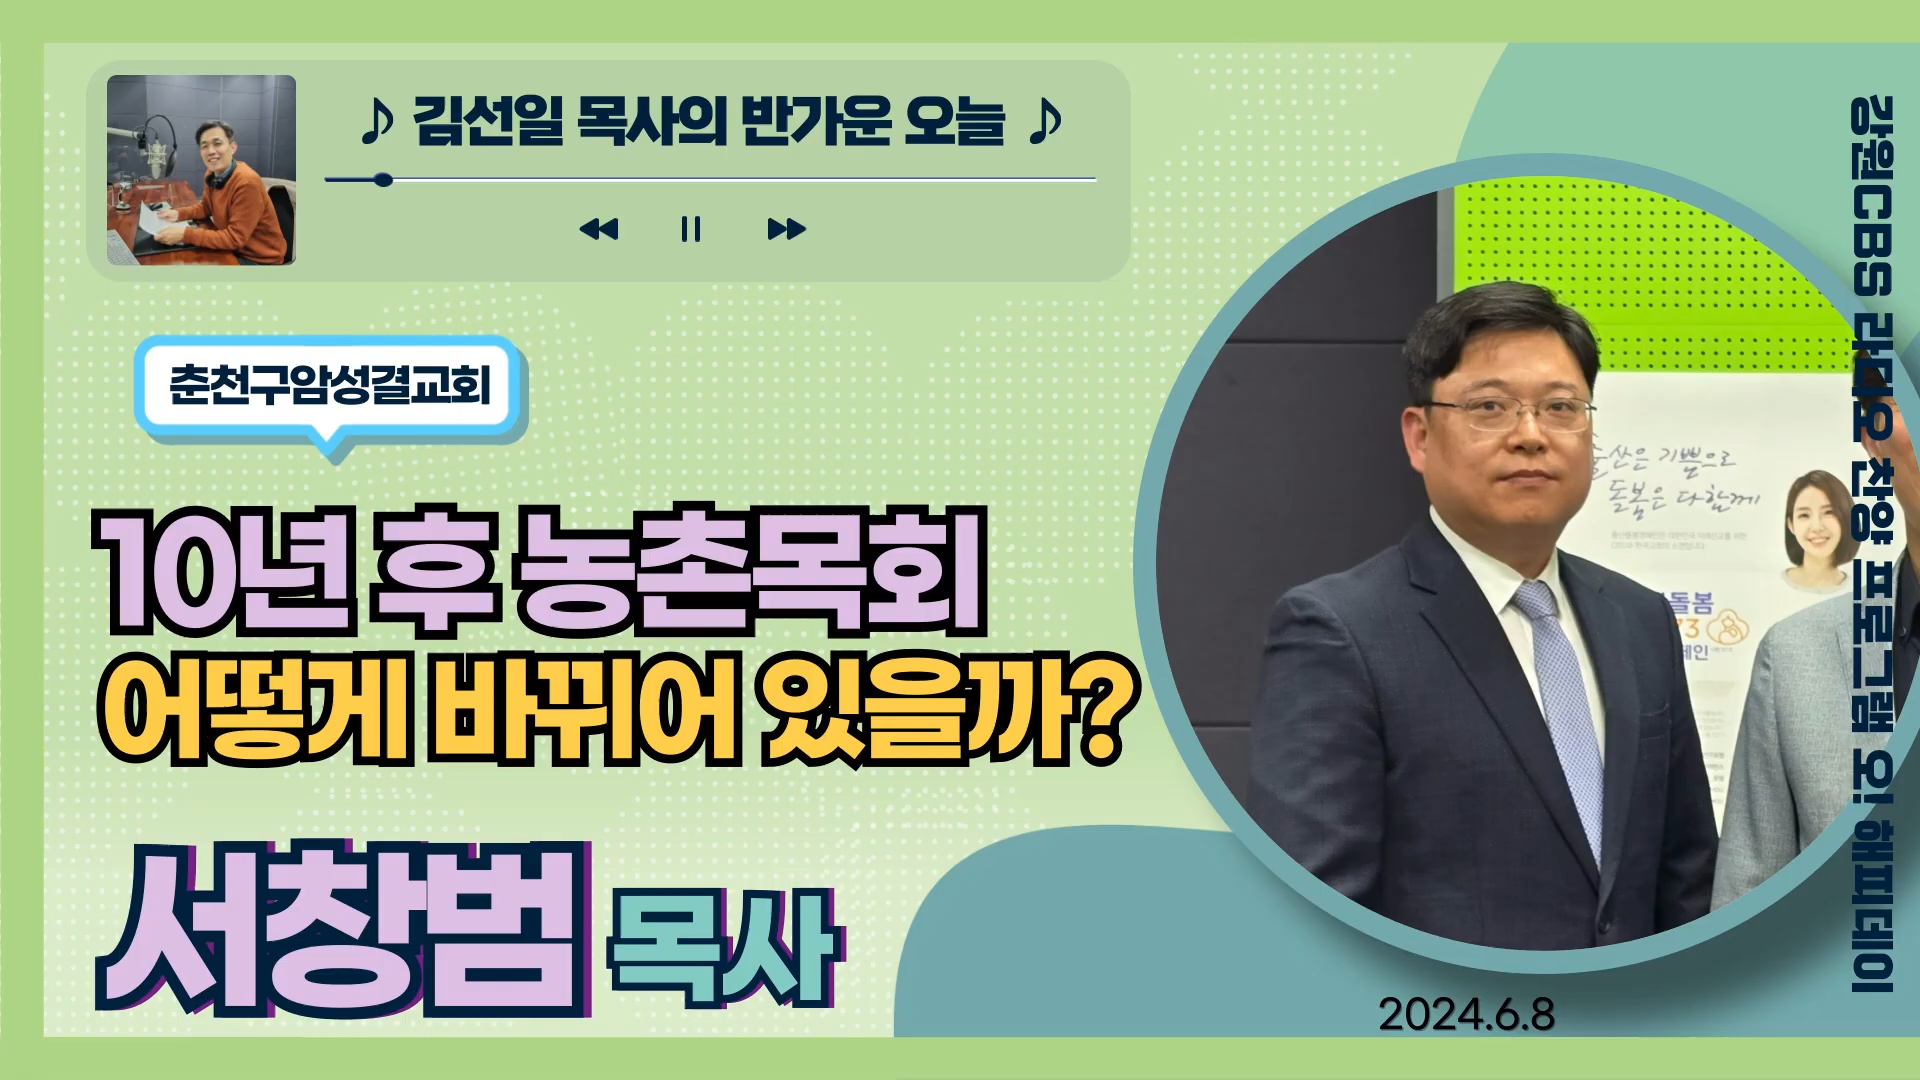 ♪ 김선일 목사의 반가운 오늘 ♪
춘천구암성결교회
10년 후 농촌목회
어떻게 바뀌어 있을까?
서창범 목사
산은 기쁨으로
돌봄은 다함께
돌봄
73
페인
2024.6.8
강원CBS 라디오 찬양 프로그램 오! 해피데이